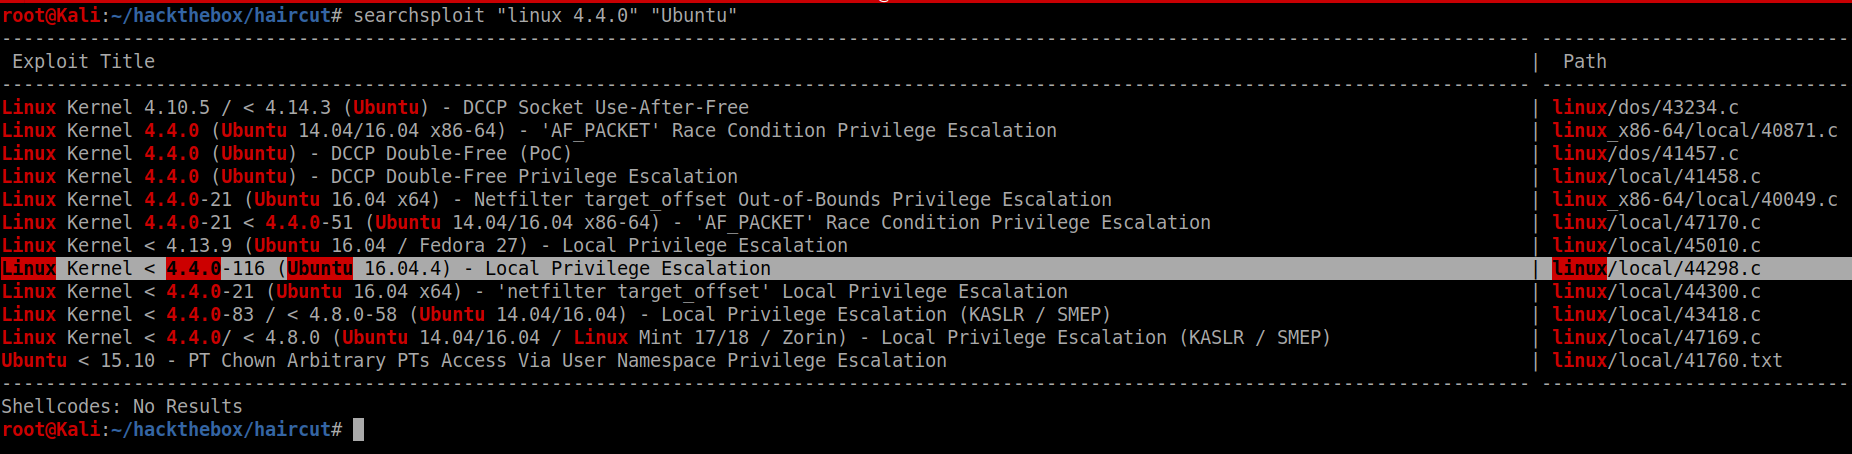 root@Kali:~/hackthebox/haircut# searchsploit "linux 4.4.0" "Ubuntu"
Exploit Title | Path
Linux Kernel 4.10.5 / < 4.14.3 (Ubuntu) - DCCP Socket Use-After-Free | linux/dos/43234.c
Linux Kernel 4.4.0 (Ubuntu 14.04/16.04 x86-64) - 'AF_PACKET' Race Condition Privilege Escalation | linux_x86-64/local/40871.c
Linux Kernel 4.4.0 (Ubuntu) - DCCP Double-Free (PoC) | linux/dos/41457.c
Linux Kernel 4.4.0 (Ubuntu) - DCCP Double-Free Privilege Escalation | linux/local/41458.c
Linux Kernel 4.4.0-21 (Ubuntu 16.04 x64) - Netfilter target_offset Out-of-Bounds Privilege Escalation | linux_x86-64/local/40049.c
Linux Kernel 4.4.0-21 < 4.4.0-51 (Ubuntu 14.04/16.04 x86-64) - 'AF_PACKET' Race Condition Privilege Escalation | linux/local/47170.c
Linux Kernel < 4.13.9 (Ubuntu 16.04 / Fedora 27) - Local Privilege Escalation | linux/local/45010.c
Linux Kernel < 4.4.0-116 (Ubuntu 16.04.4) - Local Privilege Escalation | linux/local/44298.c
Linux Kernel < 4.4.0-21 (Ubuntu 16.04 x64) - 'netfilter target_offset' Local Privilege Escalation | linux/local/44300.c
Linux Kernel < 4.4.0-83 / < 4.8.0-58 (Ubuntu 14.04/16.04) - Local Privilege Escalation (KASLR / SMEP) | linux/local/43418.c
Linux Kernel < 4.4.0/ < 4.8.0 (Ubuntu 14.04/16.04 / Linux Mint 17/18 / Zorin) - Local Privilege Escalation (KASLR / SMEP) | linux/local/47169.c
Ubuntu < 15.10 - PT Chown Arbitrary PTs Access Via User Namespace Privilege Escalation | linux/local/41760.txt
Shellcodes: No Results
root@Kali:~/hackthebox/haircut#